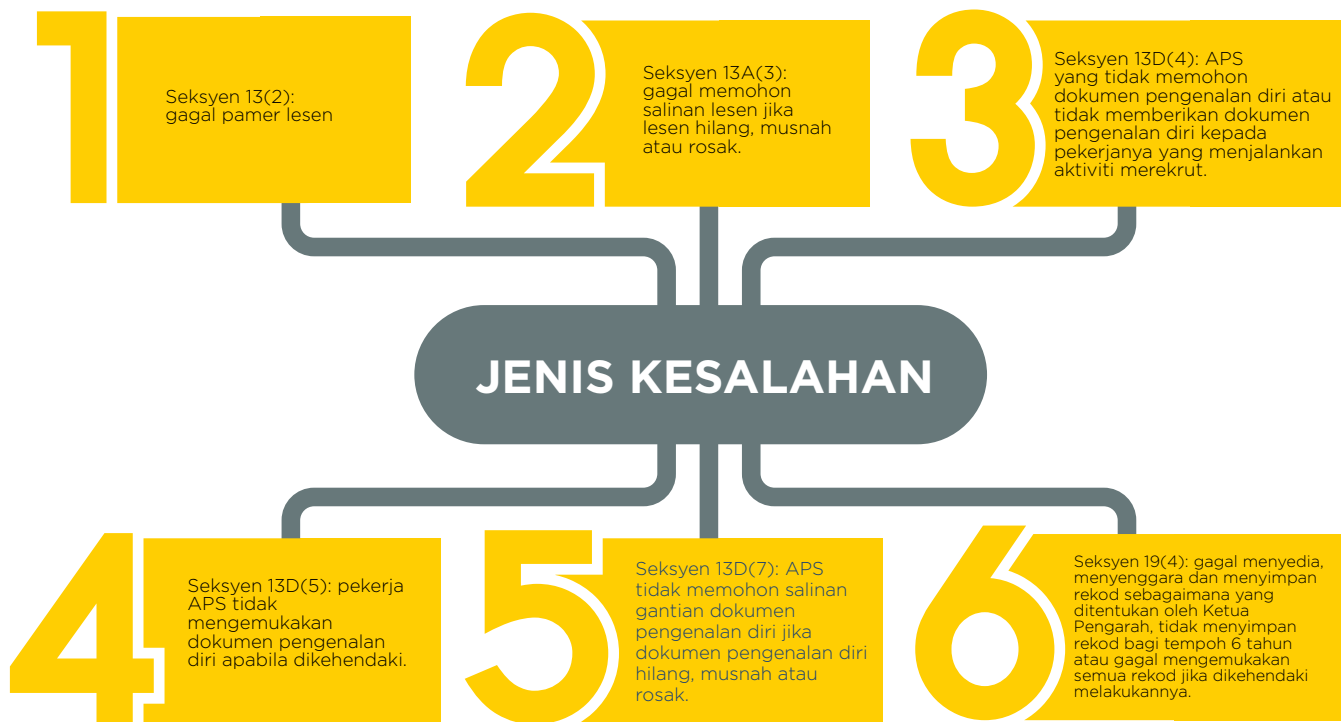 1
Seksyen 13(2):
gagal pamer lesen
2
Seksyen 13A(3):
gagal memohon
salinan lesen jika
lesen hilang, musnah
atau rosak.
3
Seksyen 13D(4): APS
yang tidak memohon
dokumen pengenalan diri atau
tidak memberikan dokumen
pengenalan diri kepada
pekerjanya yang menjalankan
aktiviti merekrut.
JENIS KESALAHAN
4
Seksyen 13D(5): pekerja
APS tidak
mengemukakan
dokumen pengenalan
diri apabila dikehendaki.
5
Seksyen 13D(7): APS
tidak memohon salinan
gantian dokumen
pengenalan diri jika
dokumen pengenalan diri
hilang, musnah atau
rosak.
6
Seksyen 19(4): gagal menyedia,
menyenggara dan menyimpan
rekod sebagaimana yang
ditentukan oleh Ketua
Pengarah, tidak menyimpan
rekod bagi tempoh 6 tahun
atau gagal mengemukakan
semua rekod jika dikehendaki
melakukannya.